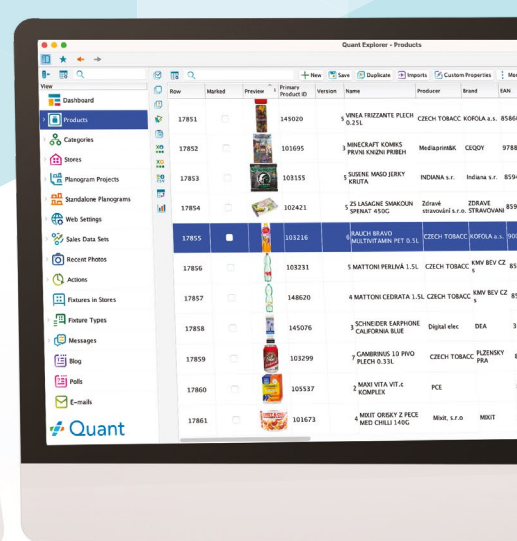 Quant Explorer - Products
New Save Duplicate Imports Custom Properties
View
Row Marked Preview Primary Product ID Version Name Producer Brand EAN
Dashboard
Products
Categories
Stores
Planogram Projects
Standalone Planograms
Web Settings
Sales Data Sets
Recent Photos
Actions
Fixtures in Stores
Fixture Types
Messages
Blog
Polls
E-mails
Quant
17851 145020 5 VINEA FRIZZANTE PLECH 0.25L CZECH TOBACC KOFOLA a.s.
17852 101695 3 MINECRAFT KOMIKS PRVNI KNIZNI PRIBEH Mediaprint&K CEQOY
17853 103155 5 SUSENE MASO JERKY KRUTA INDIANA s.r. Indiana s.r.
17854 102421 5 ZS LASAGNE SMAKOUN SPENAT 450G Zdravé stravování s.r.o. ZDRAVE STRAVOVANI
17855 103216 6 RAUCH BRAVO MULTIVITAMIN PET 0.5L CZECH TOBACC KOFOLA a.s.
17856 103231 5 MATTONI PERLIVÁ 1.5L CZECH TOBACC KMV BEV CZ s
17857 148620 4 MATTONI CEDRATA 1.5L CZECH TOBACC KMV BEV CZ s
17858 145076 3 SCHNEIDER EARPHONE CALIFORNIA BLUE Digital elec DEA
17859 103299 7 GAMBRINUS 10 PIVO PLECH 0.33L CZECH TOBACC PLZENSKY PRA
17860 105537 2 MAXI VITA VIT.c KOMPLEX PCE
17861 101673 4 MIXIT ORISKY Z PECE MED CHILLI 140G Mixit, s.r.o MIXIT